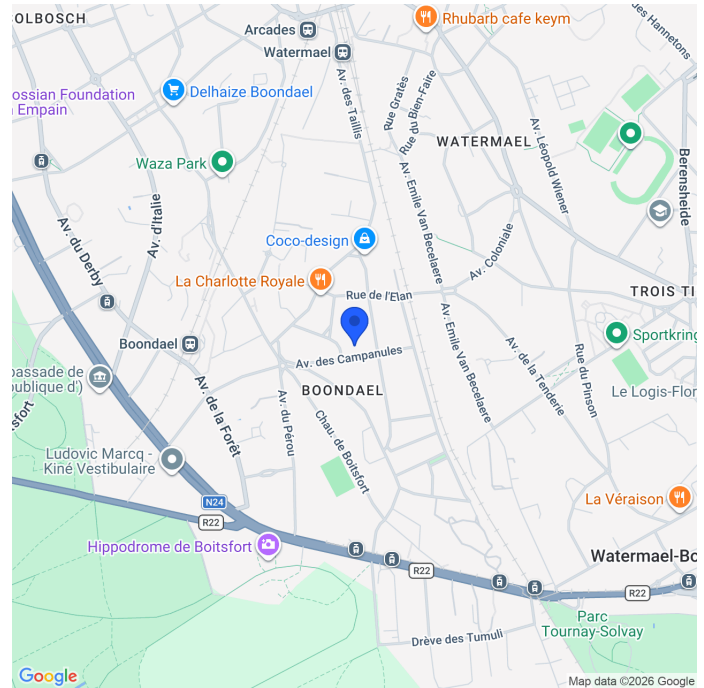 OLBOSCH
Arcades
Rhubarb cafe keym
des Hannetons
Watermael
ossian Foundation
n Empain
Delhaize Boondael
Av. des Taillis
Rue Gratès
Rue du Bien-Faire
WATERMAEL
Av. Léopold Wiener
Berensheide
Waza Park
Av. d'Italie
Av. du Derby
Av. Emile Van Becelaere
Coco-design
Av. Coloniale
La Charlotte Royale
Rue de l'Elan
TROIS TI
Boondael
Av. des Campanules
Av. Emile Van Becelaere
Av. de la Tenderie
Rue du Pinson
Sportkring
bassade de
publique d')
Le Logis-Flor
BOONDAEL
Av. de la Forêt
Av. du Pérou
Chau. de Boitsfort
itsfort
Ludovic Marcq -
Kiné Vestibulaire
N24
R22
La Véraison
Hippodrome de Boitsfort
R22
Watermael-Bo
R22
Parc
Tournay-Solvay
Drève des Tumuli
Google
Map data ©2026 Google